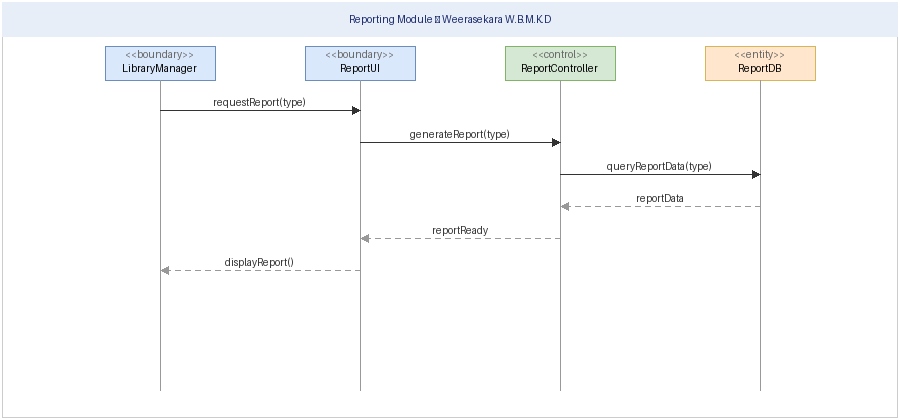 Reporting Module ▯ Weerasekara W.B.M.K.D
<<boundary>>
LibraryManager
<<boundary>>
ReportUI
<<control>>
ReportController
<<entity>>
ReportDB
requestReport(type)
generateReport(type)
queryReportData(type)
reportData
reportReady
displayReport()